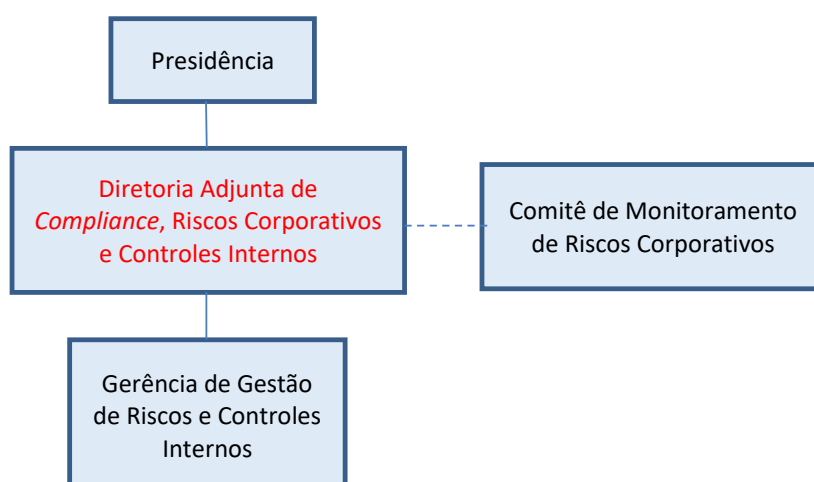 Presidência
Diretoria Adjunta de
Compliance, Riscos Corporativos
e Controles Internos
Comitê de Monitoramento
de Riscos Corporativos
Gerência de Gestão
de Riscos e Controles
Internos